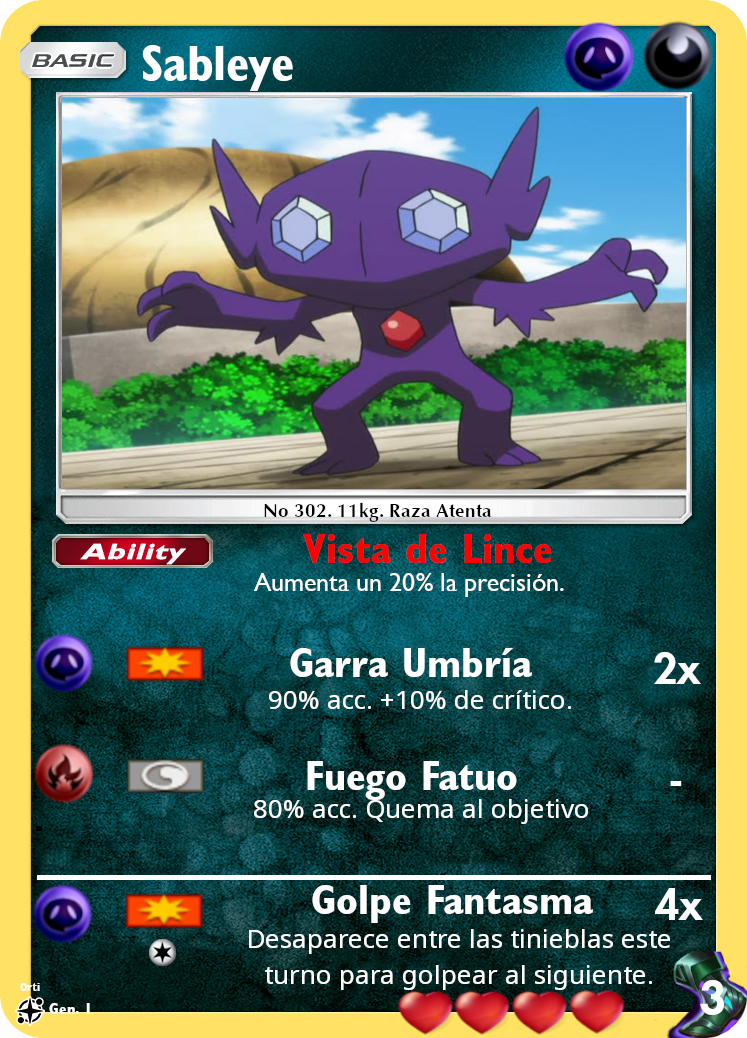 BASIC Sableye
No 302. 11kg. Raza Atenta
Ability Vista de Lince
Aumenta un 20% la precisión.
Garra Umbría 2x
90% acc. +10% de crítico.
Fuego Fatuo -
80% acc. Quema al objetivo
Golpe Fantasma 4x
Desaparece entre las tinieblas este
turno para golpear al siguiente.
3
Orti
Gen. 1